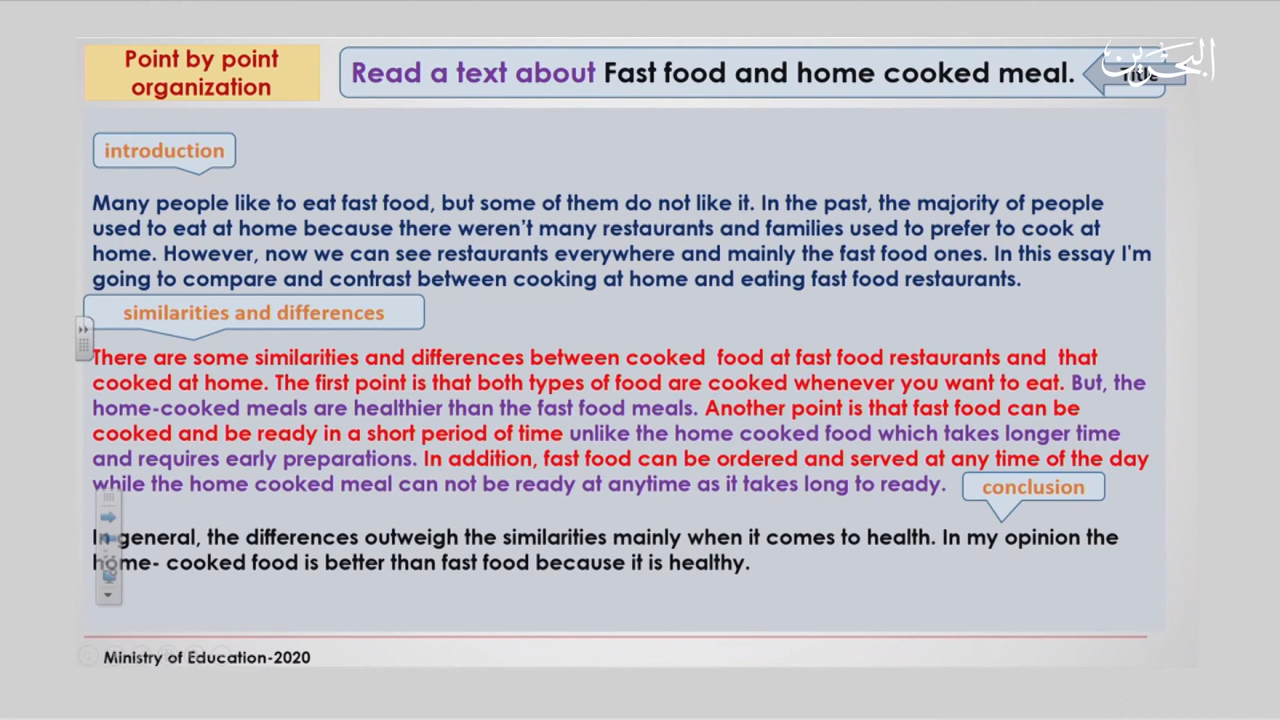 Point by point
organization
Read a text about Fast food and home cooked meal.
Title
البحرين
introduction
Many people like to eat fast food, but some of them do not like it. In the past, the majority of people
used to eat at home because there weren't many restaurants and families used to prefer to cook at
home. However, now we can see restaurants everywhere and mainly the fast food ones. In this essay I'm
going to compare and contrast between cooking at home and eating fast food restaurants.
similarities and differences
There are some similarities and differences between cooked food at fast food restaurants and that
cooked at home. The first point is that both types of food are cooked whenever you want to eat. But, the
home-cooked meals are healthier than the fast food meals. Another point is that fast food can be
cooked and be ready in a short period of time unlike the home cooked food which takes longer time
and requires early preparations. In addition, fast food can be ordered and served at any time of the day
while the home cooked meal can not be ready at anytime as it takes long to ready.
conclusion
In general, the differences outweigh the similarities mainly when it comes to health. In my opinion the
home- cooked food is better than fast food because it is healthy.
Ministry of Education-2020